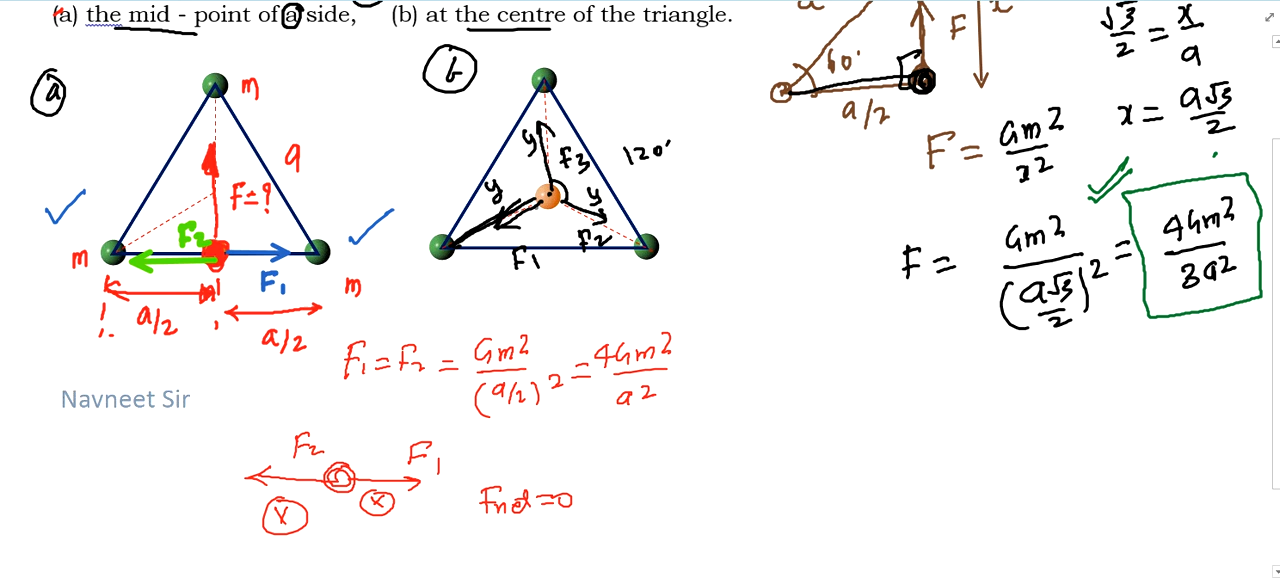 (a) the mid - point of a side, (b) at the centre of the triangle.
a
m
a
F=?
F2
F1
m
m
m
a/2
a/2
b
120°
y
F3
y
y
F2
F1
60°
F
x
a/2
√3/2 = x/a
x = a√3/2
F = Gm2/x2
F = Gm2/(a√3/2)2 = 4Gm2/3a2
F1 = F2 = Gm2/(a/2)2 = 4Gm2/a2
Navneet Sir
F2 F1
x x
Fnet = 0